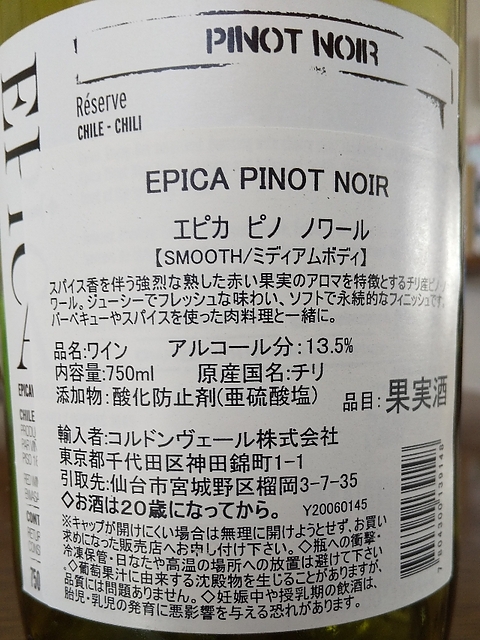 PINOT NOIR
Réserve
CHILE - CHILI
EPICA
EPICA PINOT NOIR
エピカ ピノ ノワール
【SMOOTH/ミディアムボディ】
スパイス香を伴う強烈な熟した赤い果実のアロマを特徴とするチリ産ピノ・
ワール。ジューシーでフレッシュな味わい、ソフトで永続的なフィニッシュです。
バーベキューやスパイスを使った肉料理と一緒に。
品名:ワイン アルコール分:13.5%
内容量:750ml 原産国名:チリ
添加物:酸化防止剤(亜硫酸塩) 品目:果実酒
輸入者:コルドンヴェール株式会社
東京都千代田区神田錦町1-1
引取先:仙台市宮城野区榴岡3-7-35
◇お酒は20歳になってから。 Y20060145
※キャップが開けにくい場合は無理に開けようとせず、お買い
求めになった販売店へお申し付け下さい。◇瓶への衝撃・
冷凍保管・日なたや高温の場所への放置は避けて下さい
◇葡萄果汁に由来する沈殿物を生じることがありますが、
品質には問題ありません。◇妊娠中や授乳期の飲酒は、
胎児・乳児の発育に悪影響を与える恐れがあります。
7804300139148
EPICA
CHILE
CONT
750